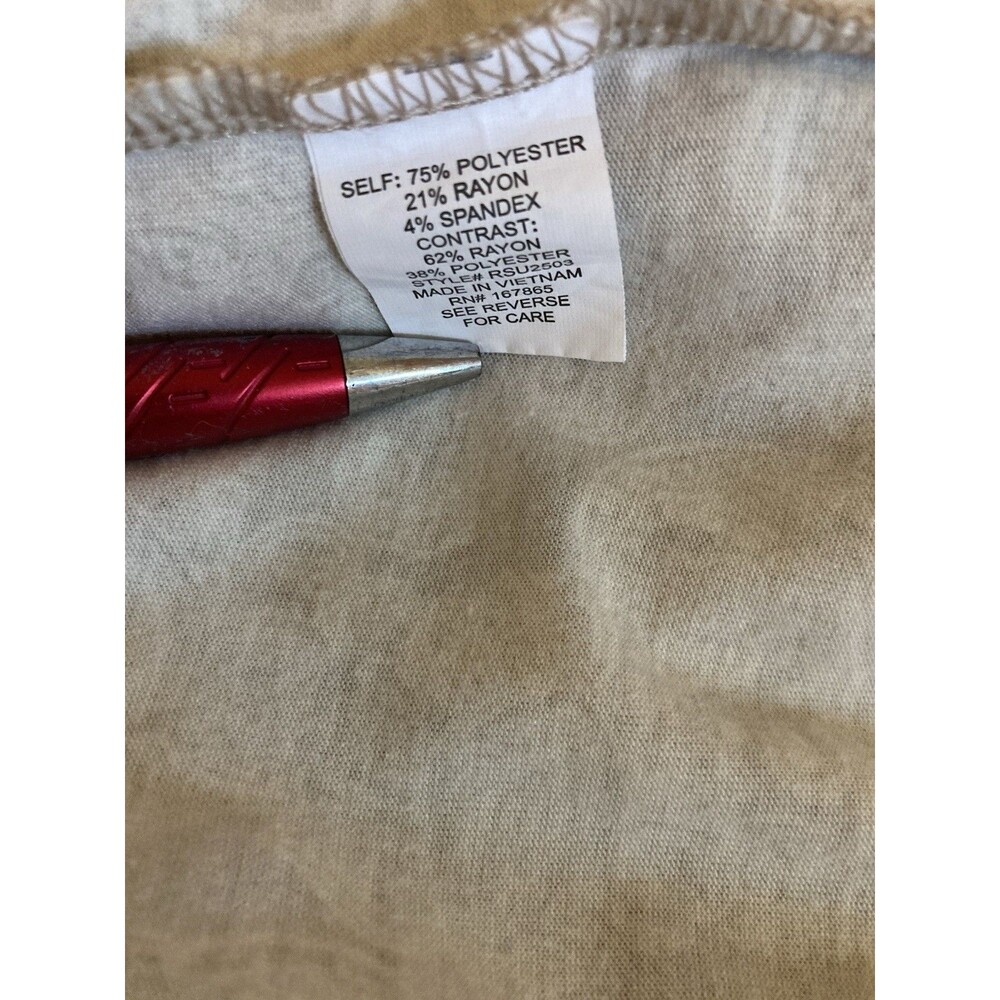 SELF: 75% POLYESTER
21% RAYON
4% SPANDEX
CONTRAST:
62% RAYON
38% POLYESTER
STYLE# RSU2503
MADE IN VIETNAM
RN# 167865
SEE REVERSE
FOR CARE